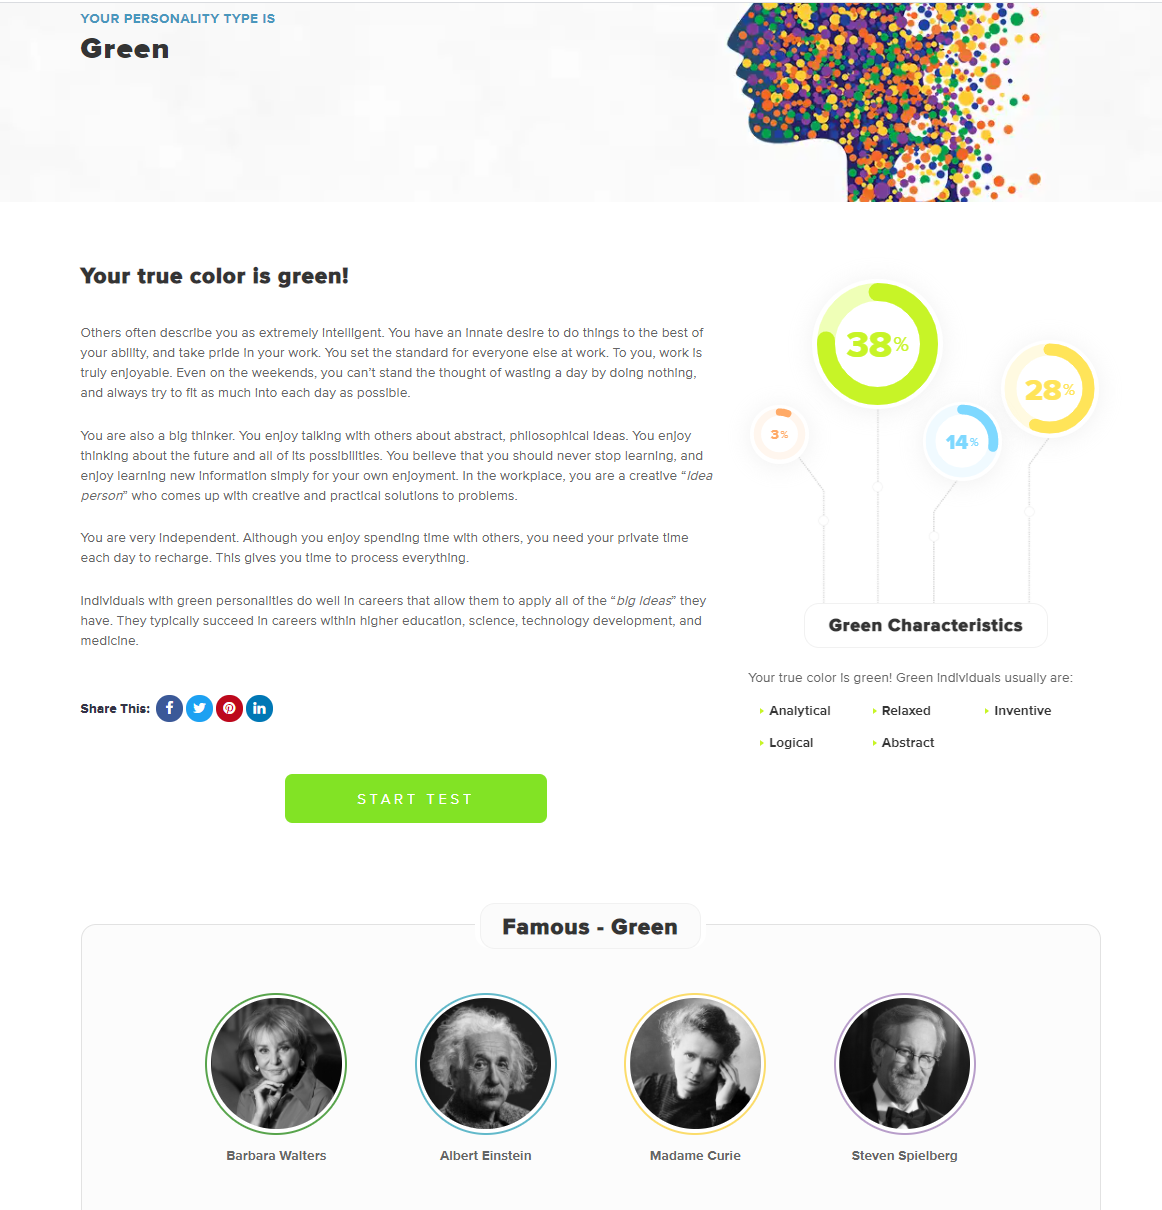 YOUR PERSONALITY TYPE IS
Green
Your true color is green!
Others often describe you as extremely intelligent. You have an innate desire to do things to the best of
your ability, and take pride in your work. You set the standard for everyone else at work. To you, work is
truly enjoyable. Even on the weekends, you can’t stand the thought of wasting a day by doing nothing,
and always try to fit as much into each day as possible.
You are also a big thinker. You enjoy talking with others about abstract, philosophical ideas. You enjoy
thinking about the future and all of its possibilities. You believe that you should never stop learning, and
enjoy learning new information simply for your own enjoyment. In the workplace, you are a creative “idea
person” who comes up with creative and practical solutions to problems.
You are very independent. Although you enjoy spending time with others, you need your private time
each day to recharge. This gives you time to process everything.
Individuals with green personalities do well in careers that allow them to apply all of the “big ideas” they
have. They typically succeed in careers within higher education, science, technology development, and
medicine.
Share This:
START TEST
38%
28%
3%
14%
Green Characteristics
Your true color is green! Green individuals usually are:
Analytical Relaxed Inventive
Logical Abstract
Famous - Green
Barbara Walters Albert Einstein Madame Curie Steven Spielberg